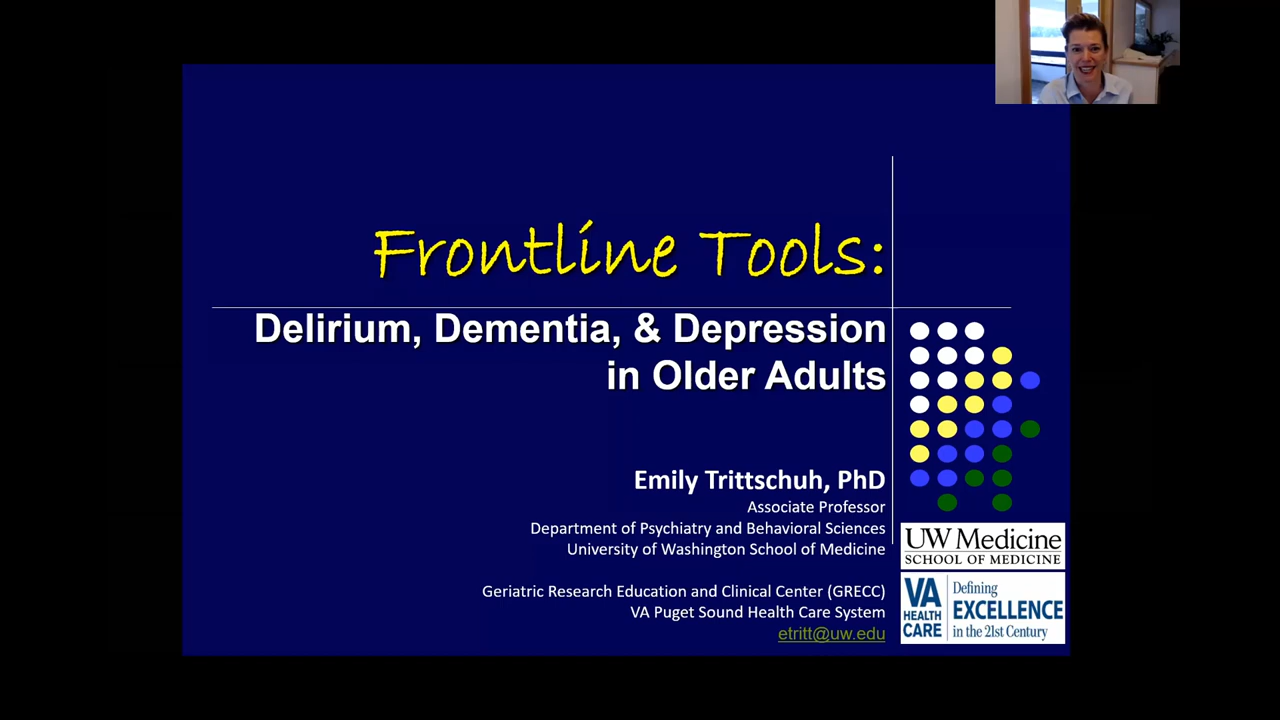 Frontline Tools:
Delirium, Dementia, & Depression
in Older Adults
Emily Trittschuh, PhD
Associate Professor
Department of Psychiatry and Behavioral Sciences
University of Washington School of Medicine
Geriatric Research Education and Clinical Center (GRECC)
VA Puget Sound Health Care System
etritt@uw.edu
UW Medicine
SCHOOL OF MEDICINE
VA
HEALTH
CARE
Defining
EXCELLENCE
in the 21st Century